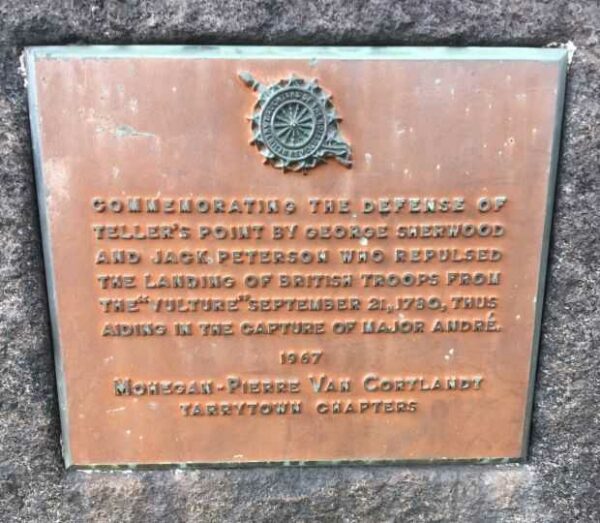 COMMEMORATING THE DEFENSE OF
TELLER'S POINT BY GEORGE SHERWOOD
AND JACK PETERSON WHO REPULSED
THE LANDING OF BRITISH TROOPS FROM
THE "VULTURE" SEPTEMBER 21, 1780, THUS
AIDING IN THE CAPTURE OF MAJOR ANDRÉ.
1967
MOHEGAN-PIERRE VAN CORTLANDT
TARRYTOWN CHAPTERS